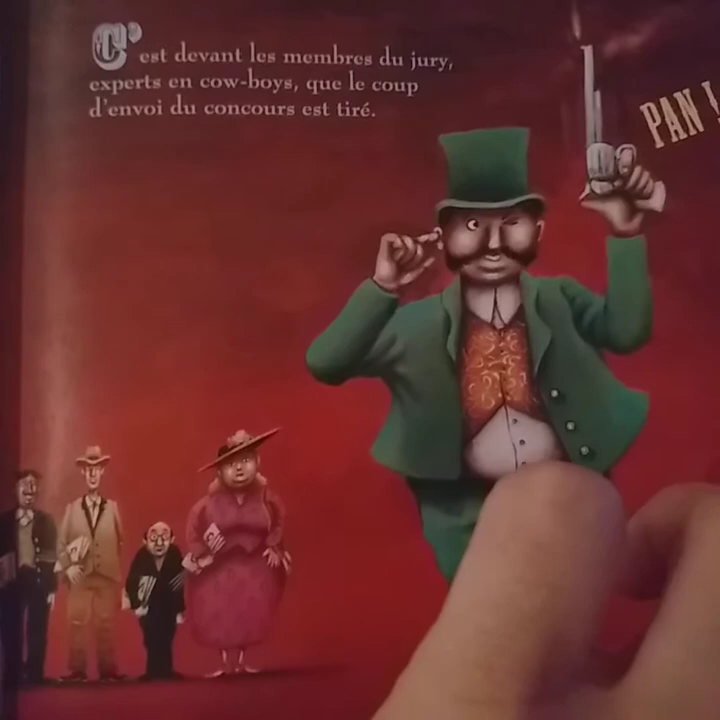 C'est devant les membres du jury,
experts en cow-boys, que le coup
d'envoi du concours est tiré.
PAN !